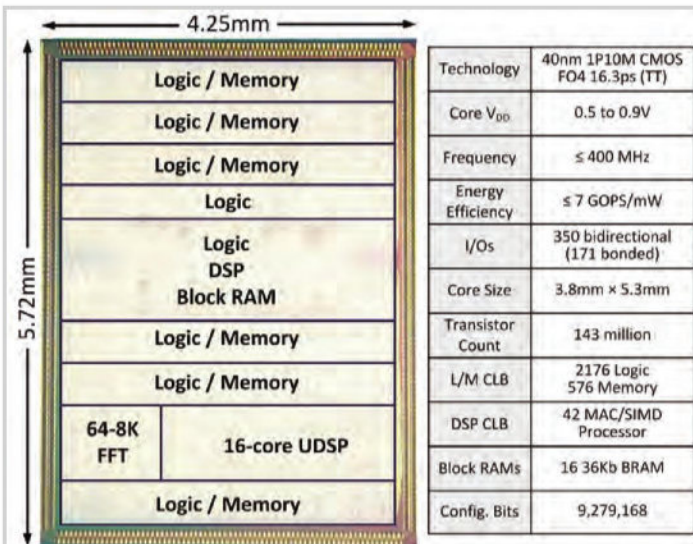 4.25mm
5.72mm
Logic / Memory
Logic / Memory
Logic / Memory
Logic
Logic
DSP
Block RAM
Logic / Memory
Logic / Memory
64-8K
FFT
16-core UDSP
Logic / Memory
Technology
40nm 1P10M CMOS
FO4 16.3ps (TT)
Core VDD
0.5 to 0.9V
Frequency
≤ 400 MHz
Energy
Efficiency
≤ 7 GOPS/mW
I/Os
350 bidirectional
(171 bonded)
Core Size
3.8mm × 5.3mm
Transistor
Count
143 million
L/M CLB
2176 Logic
576 Memory
DSP CLB
42 MAC/SIMD
Processor
Block RAMs
16 36Kb BRAM
Config. Bits
9,279,168